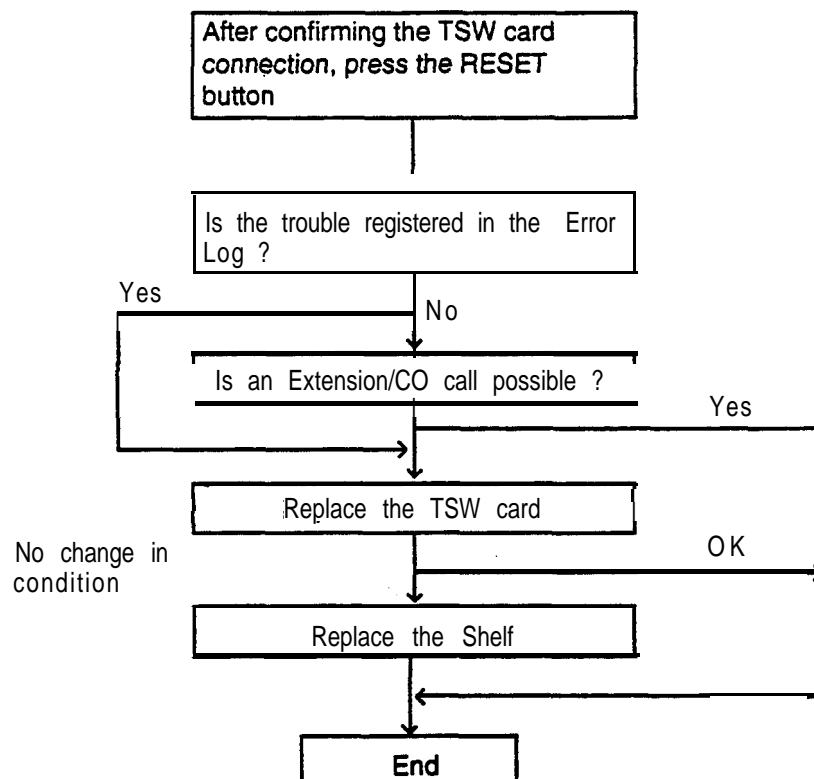 After confirming the TSW card
connection, press the RESET
button
Is the trouble registered in the Error
Log ?
Yes
No
Is an Extension/CO call possible ?
Yes
Replace the TSW card
No change in
condition
OK
Replace the Shelf
End